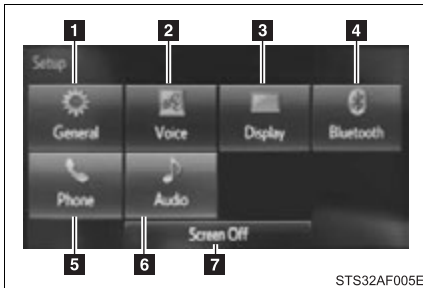 1 2 3 4
Setup
General Voice Display Bluetooth
Phone Audio
Screen Off
5 6 7
STS32AF005E